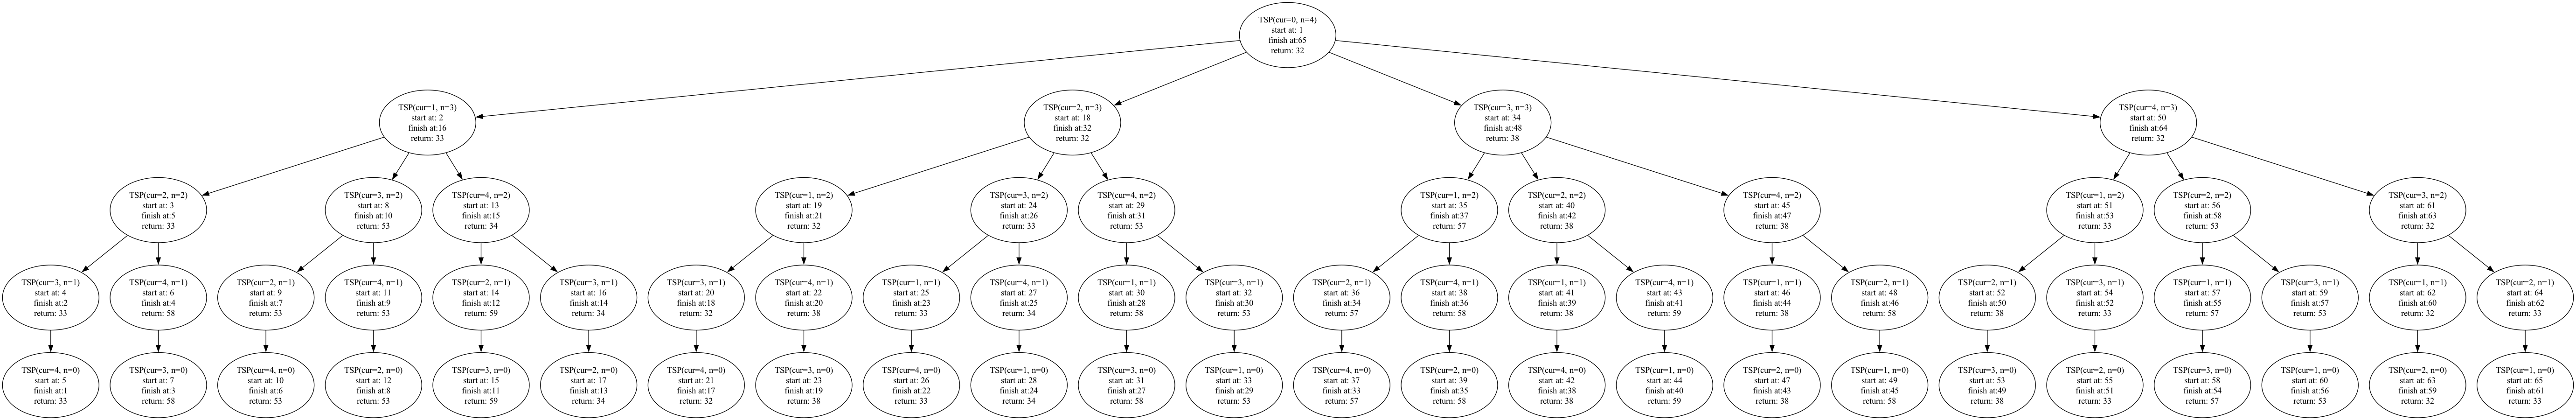 TSP(cur=0, n=4)
start at: 1
finish at:65
return: 32
TSP(cur=1, n=3)
start at: 2
finish at:16
return: 33
TSP(cur=2, n=3)
start at: 18
finish at:32
return: 32
TSP(cur=3, n=3)
start at: 34
finish at:48
return: 38
TSP(cur=4, n=3)
start at: 50
finish at:64
return: 32
TSP(cur=2, n=2)
start at: 3
finish at:5
return: 33
TSP(cur=3, n=2)
start at: 8
finish at:10
return: 53
TSP(cur=4, n=2)
start at: 13
finish at:15
return: 34
TSP(cur=1, n=2)
start at: 19
finish at:21
return: 32
TSP(cur=3, n=2)
start at: 24
finish at:26
return: 33
TSP(cur=4, n=2)
start at: 29
finish at:31
return: 53
TSP(cur=1, n=2)
start at: 35
finish at:37
return: 57
TSP(cur=2, n=2)
start at: 40
finish at:42
return: 38
TSP(cur=4, n=2)
start at: 45
finish at:47
return: 38
TSP(cur=1, n=2)
start at: 51
finish at:53
return: 33
TSP(cur=2, n=2)
start at: 56
finish at:58
return: 53
TSP(cur=3, n=2)
start at: 61
finish at:63
return: 32
TSP(cur=3, n=1)
start at: 4
finish at:2
return: 33
TSP(cur=4, n=1)
start at: 6
finish at:4
return: 58
TSP(cur=2, n=1)
start at: 9
finish at:7
return: 53
TSP(cur=4, n=1)
start at: 11
finish at:9
return: 53
TSP(cur=2, n=1)
start at: 14
finish at:12
return: 59
TSP(cur=3, n=1)
start at: 16
finish at:14
return: 34
TSP(cur=3, n=1)
start at: 20
finish at:18
return: 32
TSP(cur=4, n=1)
start at: 22
finish at:20
return: 38
TSP(cur=1, n=1)
start at: 25
finish at:23
return: 33
TSP(cur=4, n=1)
start at: 27
finish at:25
return: 34
TSP(cur=1, n=1)
start at: 30
finish at:28
return: 58
TSP(cur=3, n=1)
start at: 32
finish at:30
return: 53
TSP(cur=2, n=1)
start at: 36
finish at:34
return: 57
TSP(cur=4, n=1)
start at: 38
finish at:36
return: 58
TSP(cur=1, n=1)
start at: 41
finish at:39
return: 38
TSP(cur=4, n=1)
start at: 43
finish at:41
return: 59
TSP(cur=1, n=1)
start at: 46
finish at:44
return: 38
TSP(cur=2, n=1)
start at: 48
finish at:46
return: 58
TSP(cur=2, n=1)
start at: 52
finish at:50
return: 38
TSP(cur=3, n=1)
start at: 54
finish at:52
return: 33
TSP(cur=1, n=1)
start at: 57
finish at:55
return: 57
TSP(cur=3, n=1)
start at: 59
finish at:57
return: 53
TSP(cur=1, n=1)
start at: 62
finish at:60
return: 32
TSP(cur=2, n=1)
start at: 64
finish at:62
return: 33
TSP(cur=4, n=0)
start at: 5
finish at:1
return: 33
TSP(cur=3, n=0)
start at: 7
finish at:3
return: 58
TSP(cur=4, n=0)
start at: 10
finish at:6
return: 53
TSP(cur=2, n=0)
start at: 12
finish at:8
return: 53
TSP(cur=3, n=0)
start at: 15
finish at:11
return: 59
TSP(cur=2, n=0)
start at: 17
finish at:13
return: 34
TSP(cur=4, n=0)
start at: 21
finish at:17
return: 32
TSP(cur=3, n=0)
start at: 23
finish at:19
return: 38
TSP(cur=4, n=0)
start at: 26
finish at:22
return: 33
TSP(cur=1, n=0)
start at: 28
finish at:24
return: 34
TSP(cur=3, n=0)
start at: 31
finish at:27
return: 58
TSP(cur=1, n=0)
start at: 33
finish at:29
return: 53
TSP(cur=4, n=0)
start at: 37
finish at:33
return: 57
TSP(cur=2, n=0)
start at: 39
finish at:35
return: 58
TSP(cur=4, n=0)
start at: 42
finish at:38
return: 38
TSP(cur=1, n=0)
start at: 44
finish at:40
return: 59
TSP(cur=2, n=0)
start at: 47
finish at:43
return: 38
TSP(cur=1, n=0)
start at: 49
finish at:45
return: 58
TSP(cur=3, n=0)
start at: 53
finish at:49
return: 38
TSP(cur=2, n=0)
start at: 55
finish at:51
return: 33
TSP(cur=3, n=0)
start at: 58
finish at:54
return: 57
TSP(cur=1, n=0)
start at: 60
finish at:56
return: 53
TSP(cur=2, n=0)
start at: 63
finish at:59
return: 32
TSP(cur=1, n=0)
start at: 65
finish at:61
return: 33